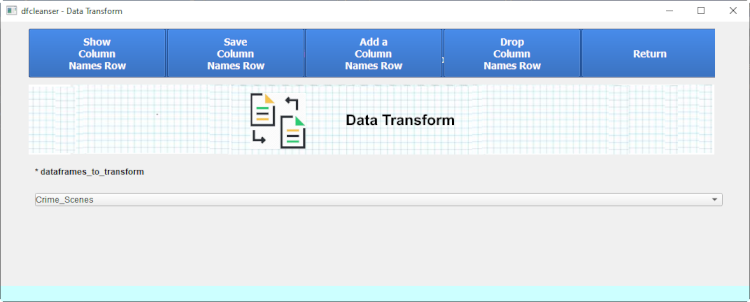 dfcleanser - Data Transform
Show
Column
Names Row
Save
Column
Names Row
Add a
Column
Names Row
Drop
Column
Names Row
Return
Data Transform
* dataframes_to_transform
Crime_Scenes